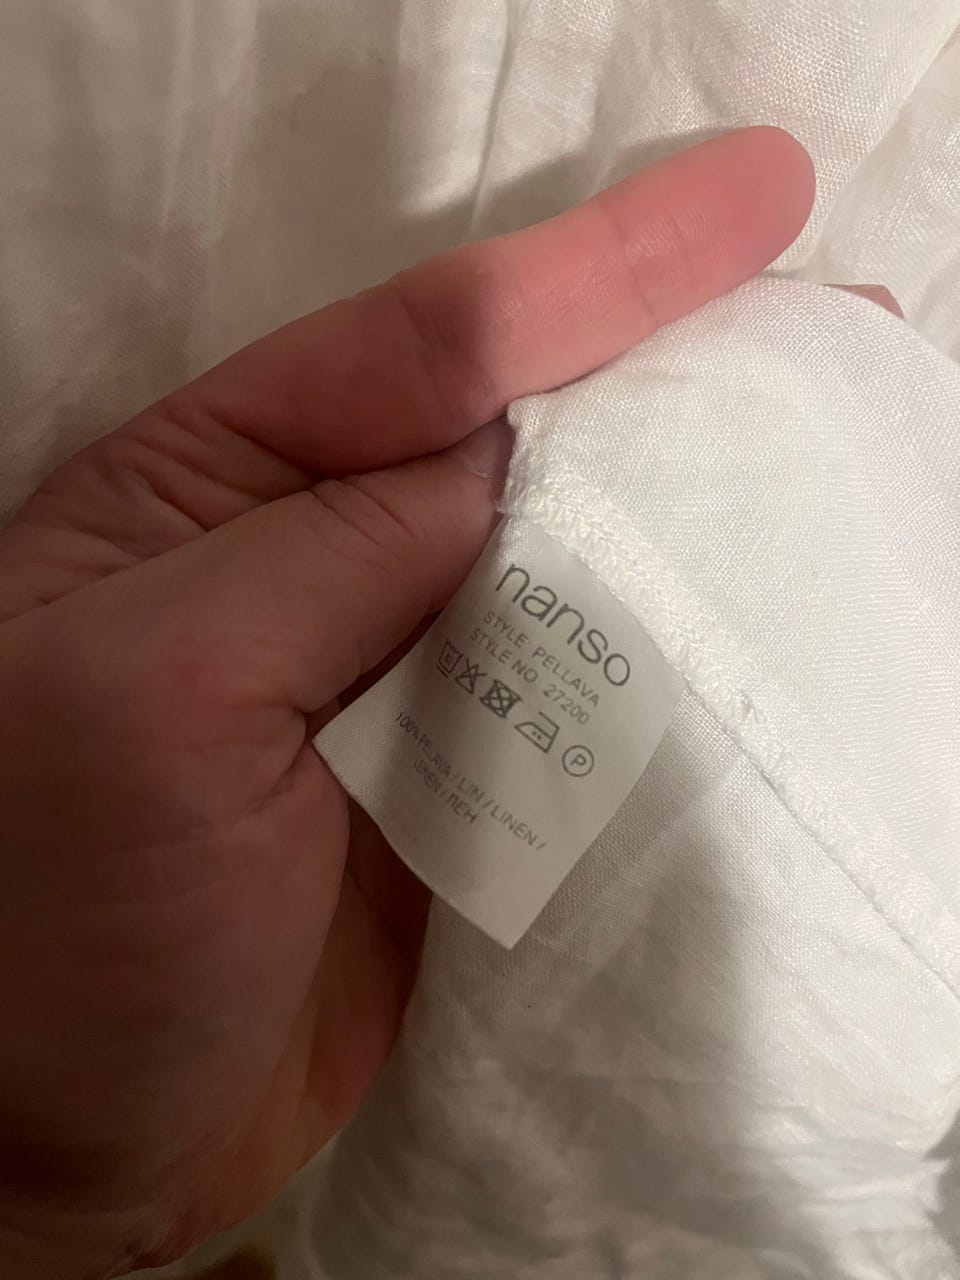 nanso
STYLE PELLAVA
STYLE NO 27200
P
100% PELLAVA / LIN / LINEN /
LEINEN / ЛЕН